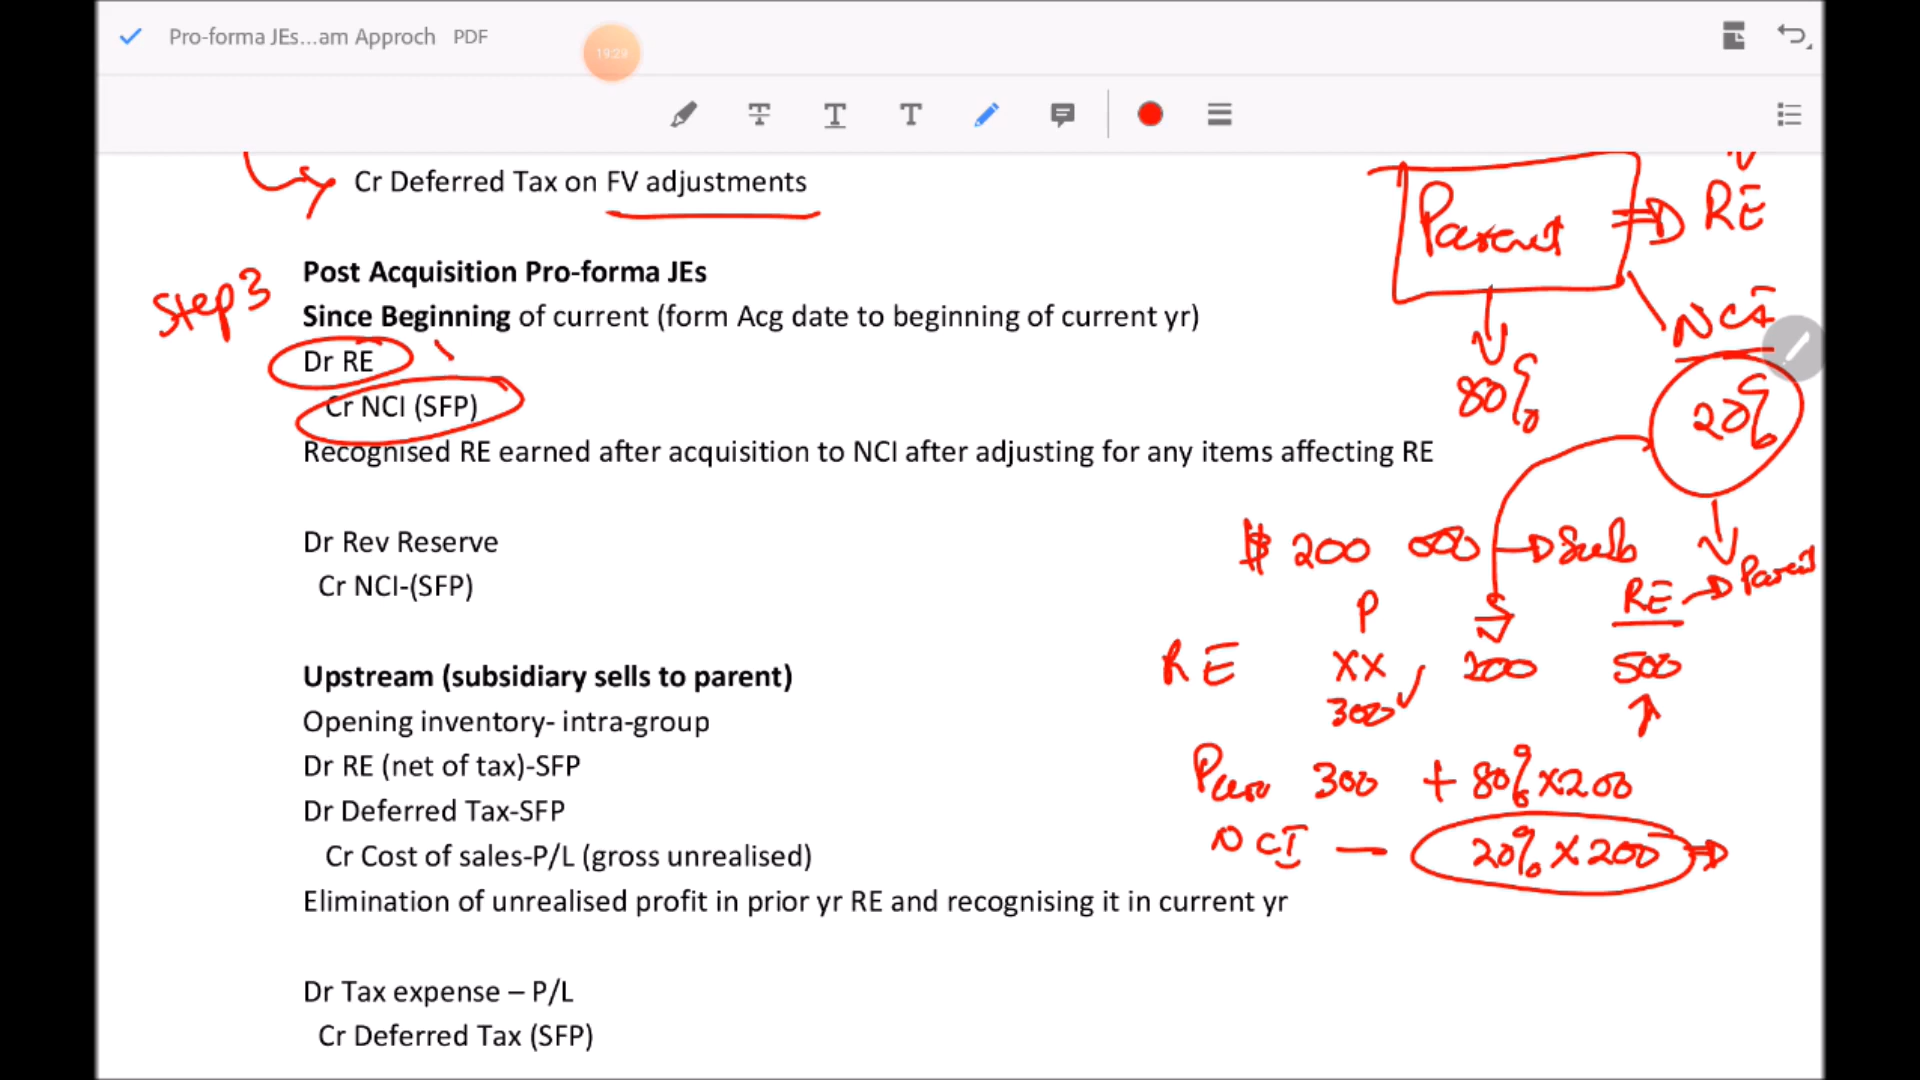 Pro-forma JEs...am Approch PDF
19:29
Cr Deferred Tax on FV adjustments
Parent
RE
Post Acquisition Pro-forma JEs
Step 3
Since Beginning of current (form Acg date to beginning of current yr)
NCI
Dr RE
80%
20%
Cr NCI (SFP)
Recognised RE earned after acquisition to NCI after adjusting for any items affecting RE
Dr Rev Reserve
$ 200 000 Sub
Parent
Cr NCI-(SFP)
P S RE
Upstream (subsidiary sells to parent)
RE XX 200 500
Opening inventory- intra-group
300
Dr RE (net of tax)-SFP
300 + 80% X 200
Dr Deferred Tax-SFP
Cr Cost of sales-P/L (gross unrealised)
NCI — 20% X 200
Elimination of unrealised profit in prior yr RE and recognising it in current yr
Dr Tax expense – P/L
Cr Deferred Tax (SFP)